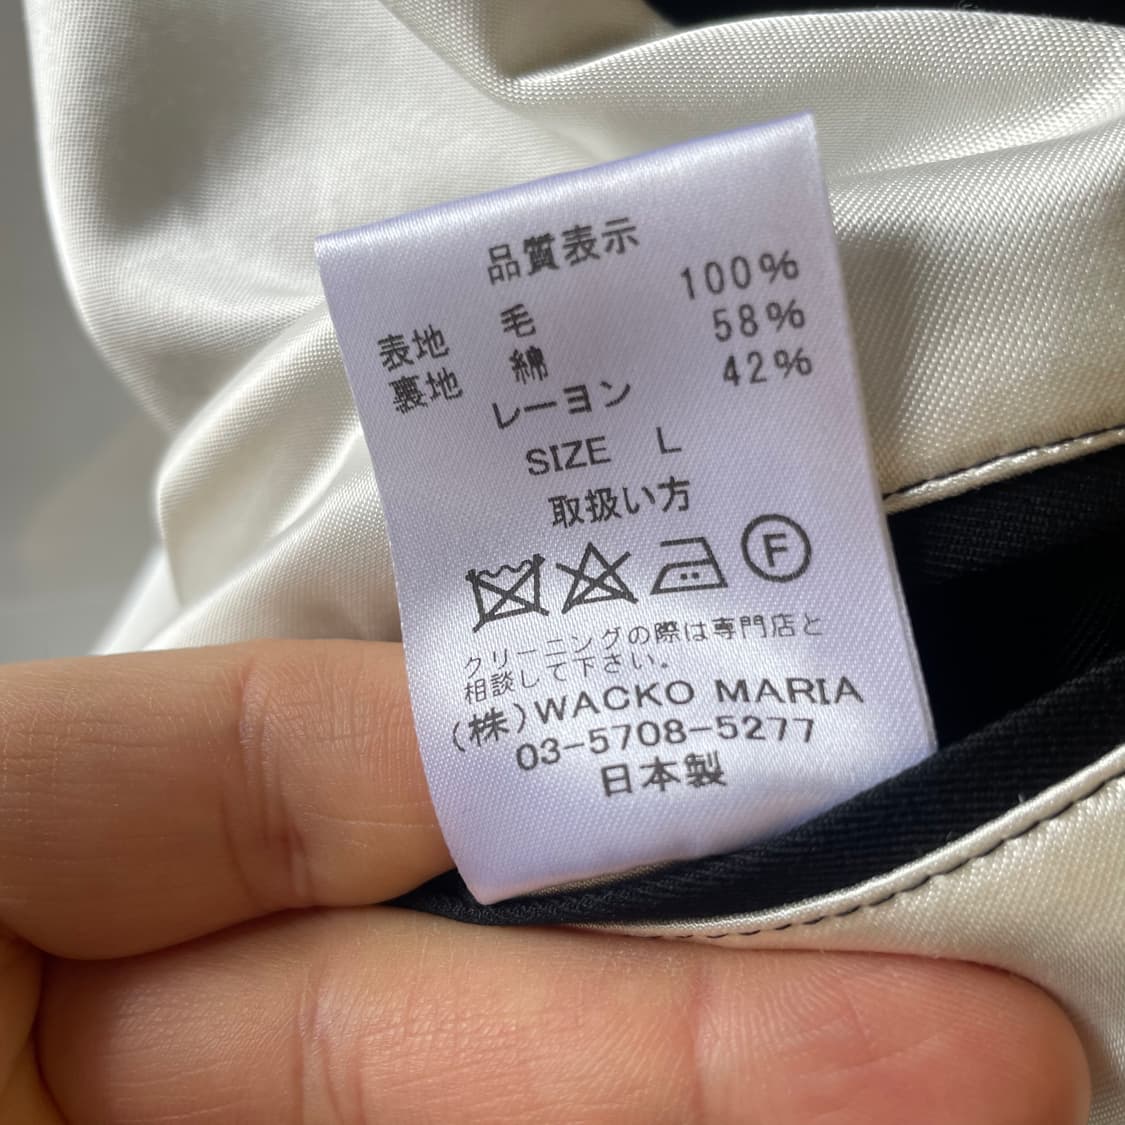 品質表示
表地 毛 100%
裏地 綿 58%
レーヨン 42%
SIZE L
取扱い方
F
クリーニングの際は専門店と
相談して下さい。
(株)WACKO MARIA
03-5708-5277
日本製